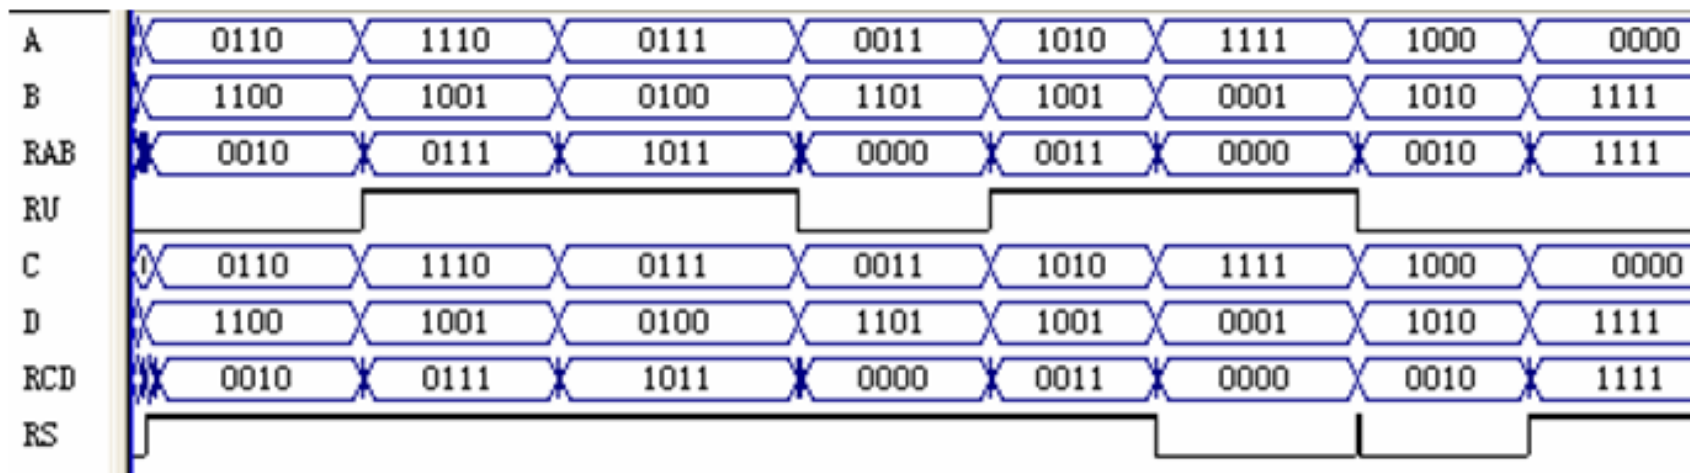 A 0110 1110 0111 0011 1010 1111 1000 0000
B 1100 1001 0100 1101 1001 0001 1010 1111
RAB 0010 0111 1011 0000 0011 0000 0010 1111
RU
C 0110 1110 0111 0011 1010 1111 1000 0000
D 1100 1001 0100 1101 1001 0001 1010 1111
RCD 0010 0111 1011 0000 0011 0000 0010 1111
RS